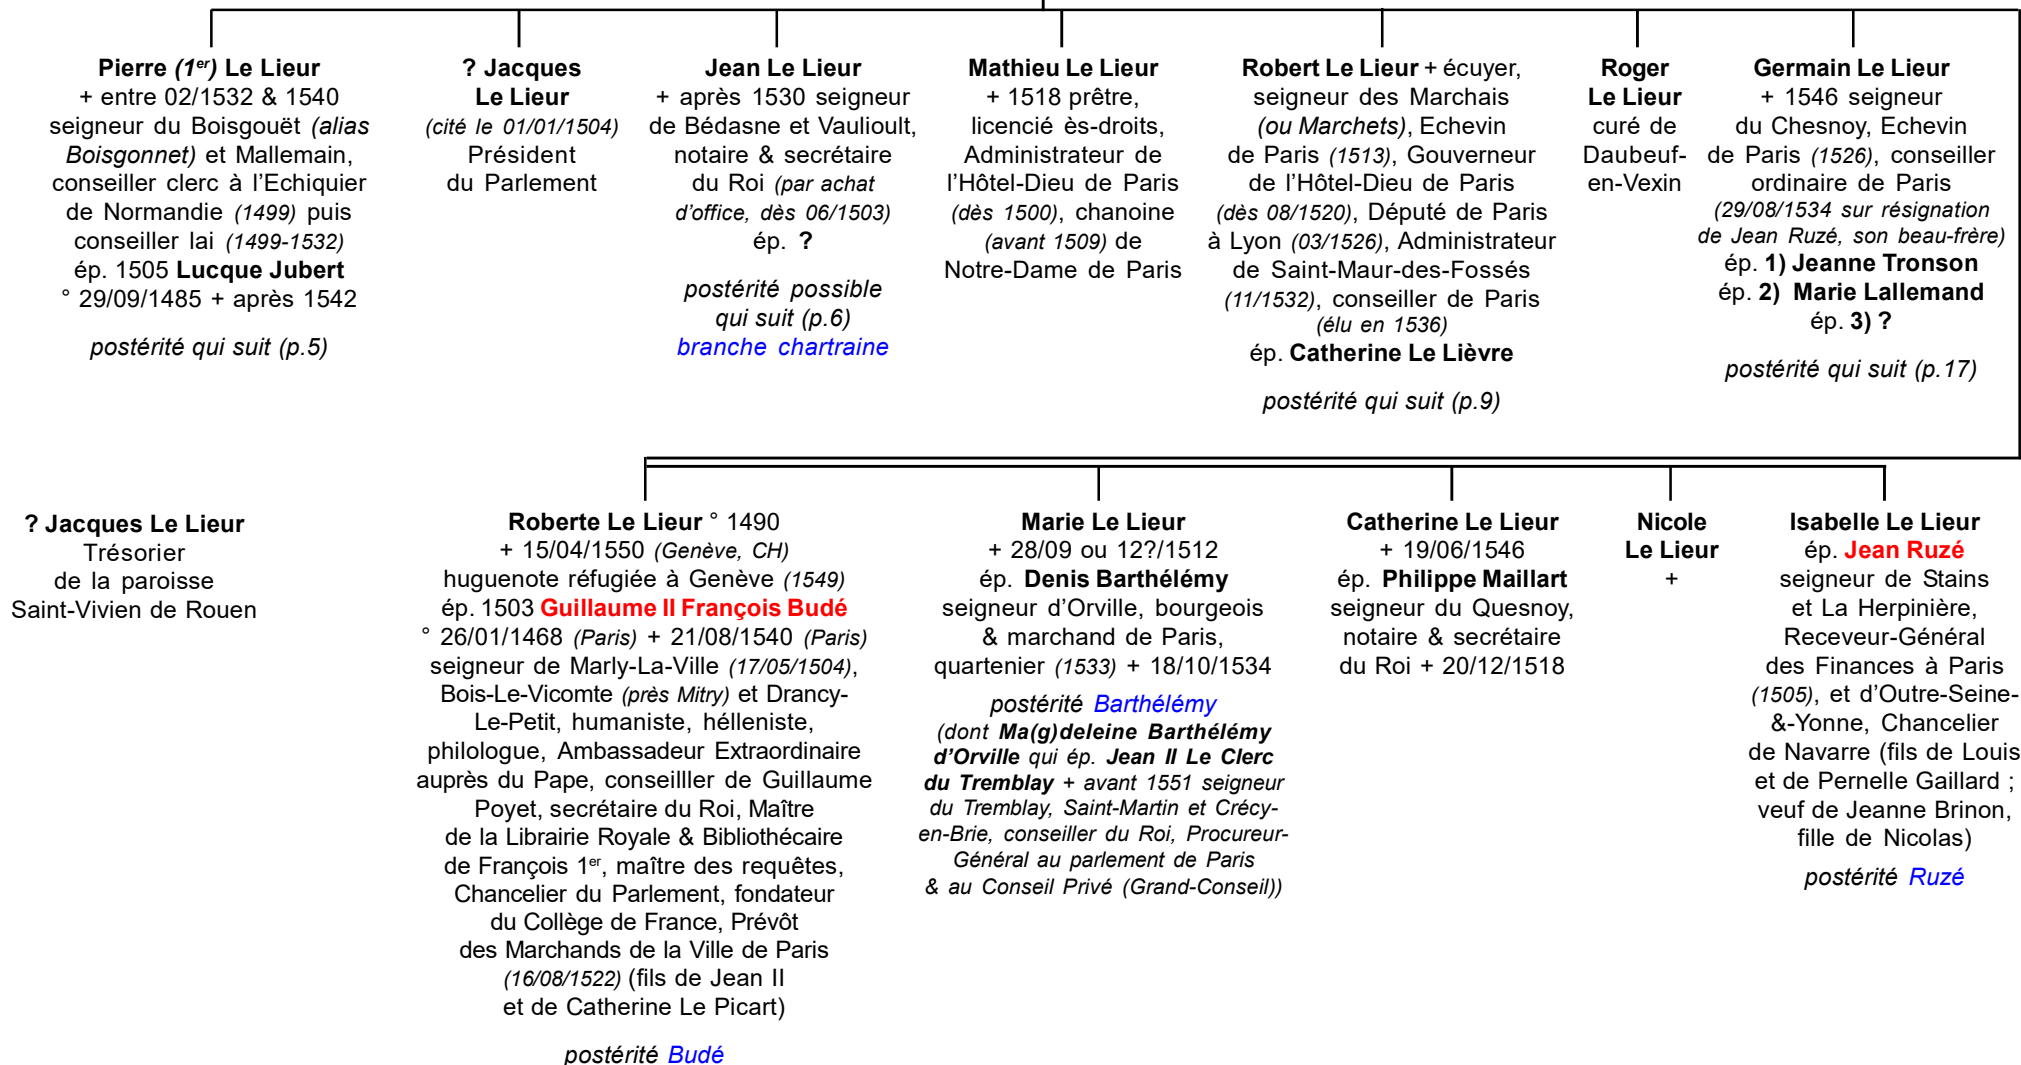 Pierre (1er) Le Lieur
+ entre 02/1532 & 1540
seigneur du Boisgouët (alias
Boisgonnet) et Mallemain,
conseiller clerc à l’Echiquier
de Normandie (1499) puis
conseiller lai (1499-1532)
ép. 1505 Lucque Jubert
° 29/09/1485 + après 1542
postérité qui suit (p.5)
? Jacques
Le Lieur
(cité le 01/01/1504)
Président
du Parlement
Jean Le Lieur
+ après 1530 seigneur
de Bédasne et Vaulioult,
notaire & secrétaire
du Roi (par achat
d’office, dès 06/1503)
ép. ?
postérité possible
qui suit (p.6)
branche chartraine
Mathieu Le Lieur
+ 1518 prêtre,
licencié ès-droits,
Administrateur de
l’Hôtel-Dieu de Paris
(dès 1500), chanoine
(avant 1509) de
Notre-Dame de Paris
Robert Le Lieur + écuyer,
seigneur des Marchais
(ou Marchets), Echevin
de Paris (1513), Gouverneur
de l’Hôtel-Dieu de Paris
(dès 08/1520), Député de Paris
à Lyon (03/1526), Administrateur
de Saint-Maur-des-Fossés
(11/1532), conseiller de Paris
(élu en 1536)
ép. Catherine Le Lièvre
postérité qui suit (p.9)
Roger
Le Lieur
curé de
Daubeuf-
en-Vexin
Germain Le Lieur
+ 1546 seigneur
du Chesnoy, Echevin
de Paris (1526), conseiller
ordinaire de Paris
(29/08/1534 sur résignation
de Jean Ruzé, son beau-frère)
ép. 1) Jeanne Tronson
ép. 2) Marie Lallemand
ép. 3) ?
postérité qui suit (p.17)
? Jacques Le Lieur
Trésorier
de la paroisse
Saint-Vivien de Rouen
Roberte Le Lieur ° 1490
+ 15/04/1550 (Genève, CH)
huguenote réfugiée à Genève (1549)
ép. 1503 Guillaume II François Budé
° 26/01/1468 (Paris) + 21/08/1540 (Paris)
seigneur de Marly-La-Ville (17/05/1504),
Bois-Le-Vicomte (près Mitry) et Drancy-
Le-Petit, humaniste, hélleniste,
philologue, Ambassadeur Extraordinaire
auprès du Pape, conseilller de Guillaume
Poyet, secrétaire du Roi, Maître
de la Librairie Royale & Bibliothécaire
de François 1er, maître des requêtes,
Chancelier du Parlement, fondateur
du Collège de France, Prévôt
des Marchands de la Ville de Paris
(16/08/1522) (fils de Jean II
et de Catherine Le Picart)
postérité Budé
Marie Le Lieur
+ 28/09 ou 12?/1512
ép. Denis Barthélémy
seigneur d’Orville, bourgeois
& marchand de Paris,
quartenier (1533) + 18/10/1534
postérité Barthélémy
(dont Ma(g)deleine Barthélémy
d’Orville qui ép. Jean II Le Clerc
du Tremblay + avant 1551 seigneur
du Tremblay, Saint-Martin et Crécy-
en-Brie, conseiller du Roi, Procureur-
Général au parlement de Paris
& au Conseil Privé (Grand-Conseil))
Catherine Le Lieur
+ 19/06/1546
ép. Philippe Maillart
seigneur du Quesnoy,
notaire & secrétaire
du Roi + 20/12/1518
Nicole
Le Lieur
+
Isabelle Le Lieur
ép. Jean Ruzé
seigneur de Stains
et La Herpinière,
Receveur-Général
des Finances à Paris
(1505), et d’Outre-Seine-
&-Yonne, Chancelier
de Navarre (fils de Louis
et de Pernelle Gaillard ;
veuf de Jeanne Brinon,
fille de Nicolas)
postérité Ruzé